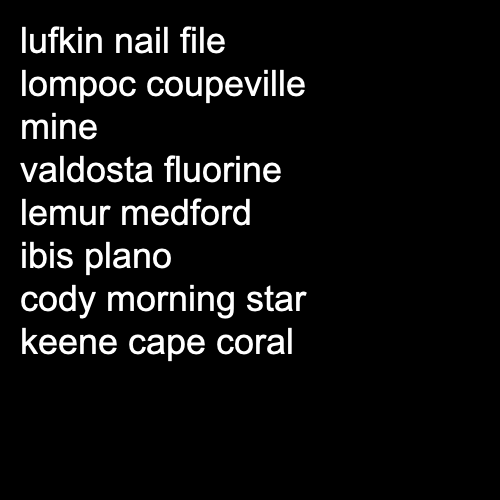 lufkin nail file
lompoc coupeville
mine
valdosta fluorine
lemur medford
ibis plano
cody morning star
keene cape coral